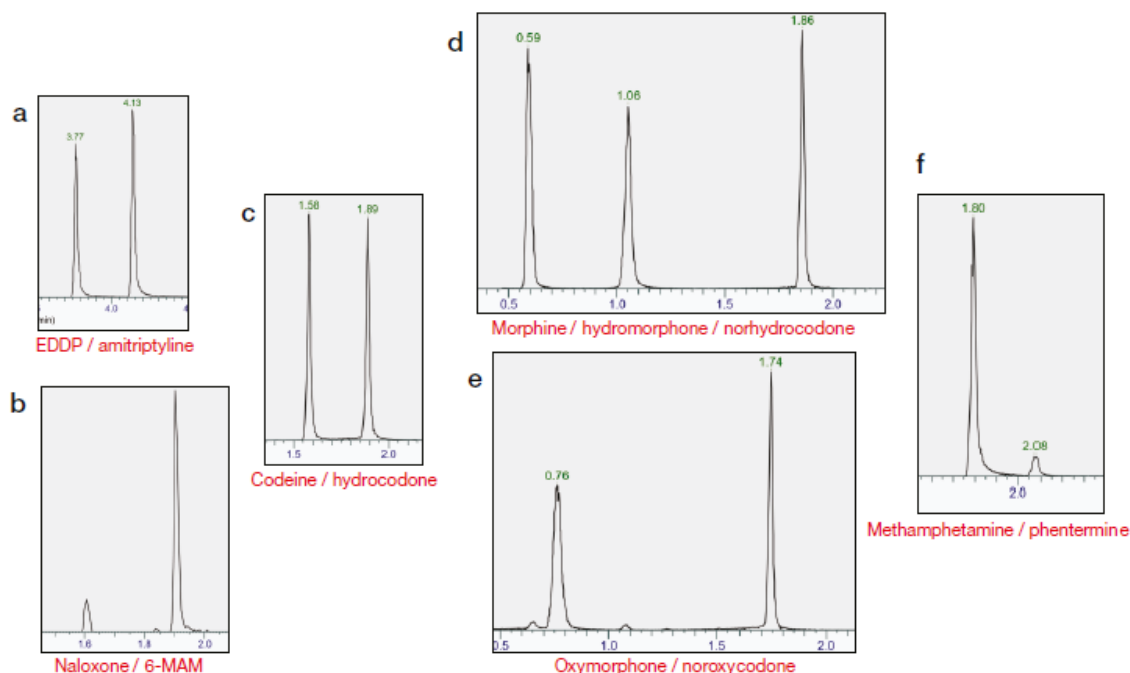 a
3.77 4.13
4.0 4
min)
EDDP / amitriptyline
b
1.6 1.8 2.0
Naloxone / 6-MAM
c
1.58 1.89
1.5 2.0
Codeine / hydrocodone
d
0.59 1.06 1.86
0.5 1.0 1.5 2.0
Morphine / hydromorphone / norhydrocodone
e
0.76 1.74
0.5 1.0 1.5 2.0
Oxymorphone / noroxycodone
f
1.80 2.08
2.0
Methamphetamine / phentermine